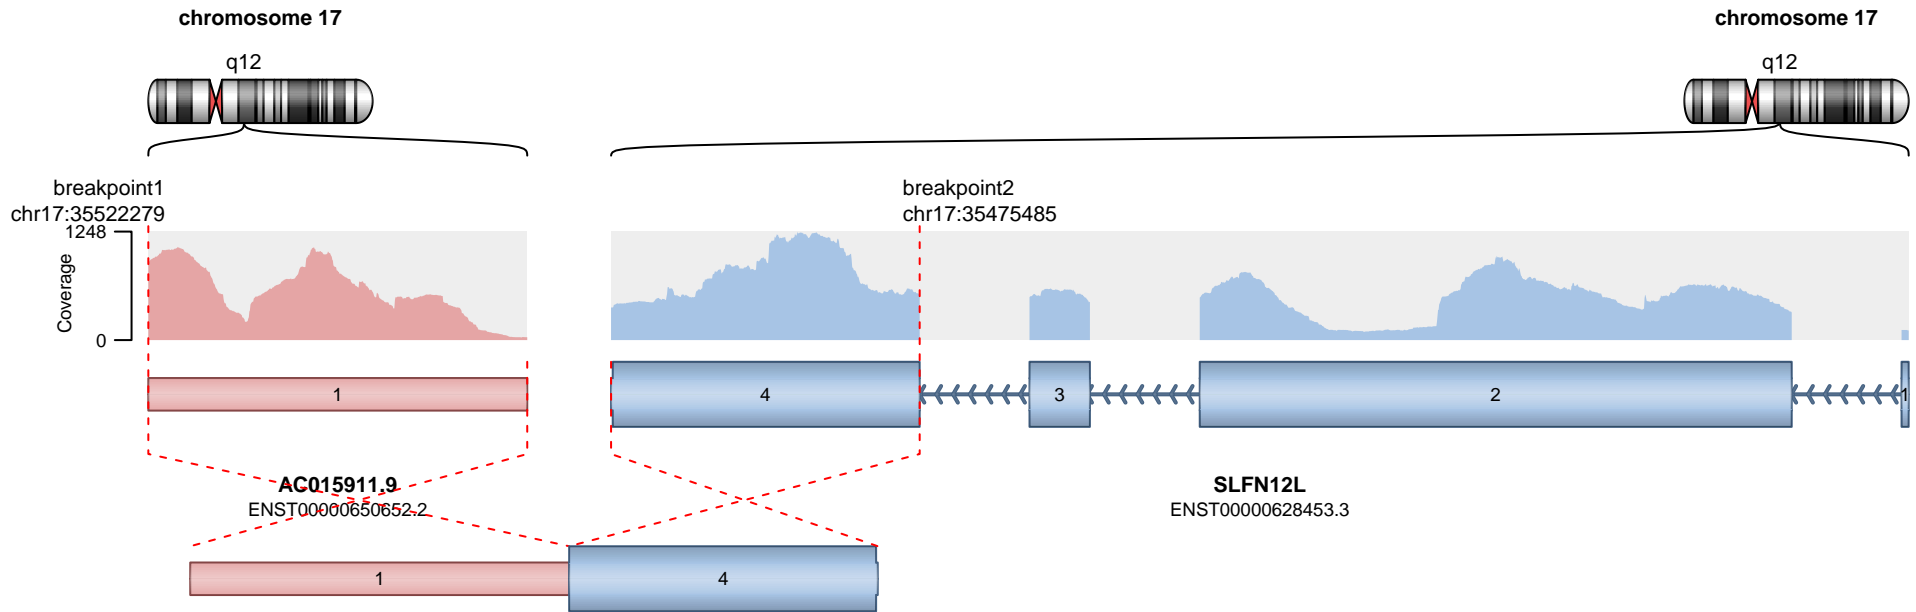 chromosome 17
chromosome 17
q12
q12
breakpoint1
chr17:35522279
breakpoint2
chr17:35475485
1248
Coverage
0
1
4
3
2
1
AC015911.9
ENST00000650652.2
SLFN12L
ENST00000628453.3
1
4